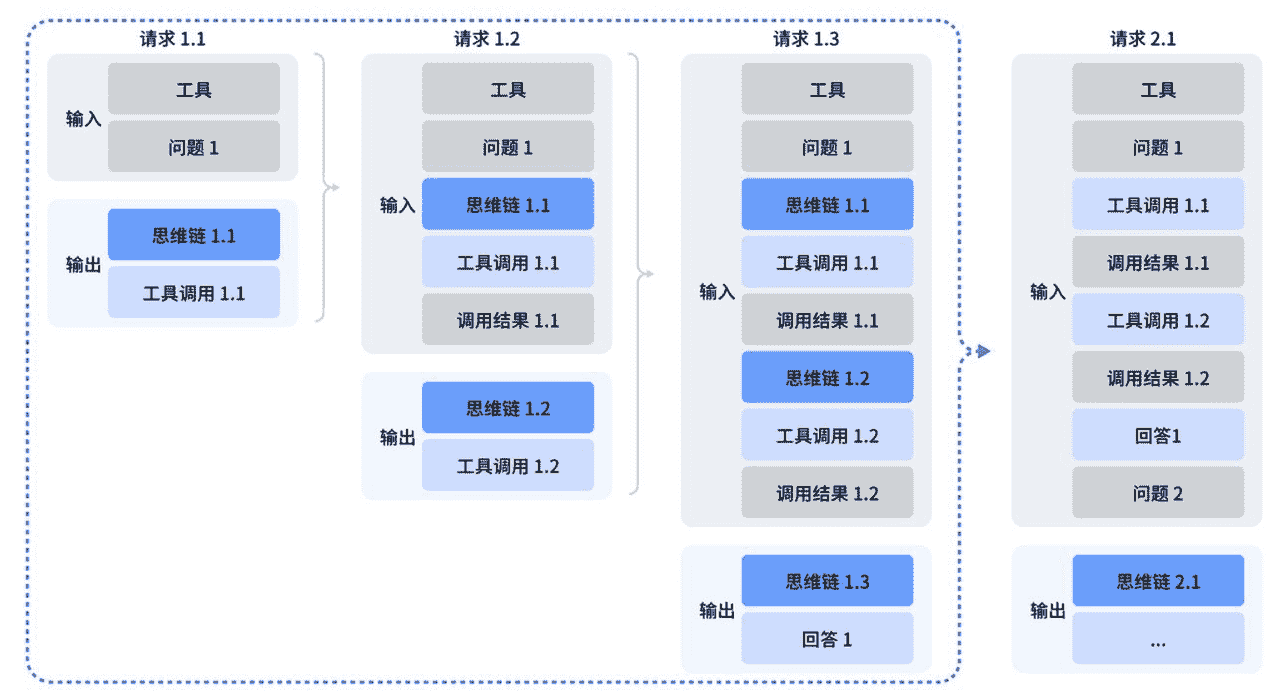 请求 1.1
输入
工具
问题 1
输出
思维链 1.1
工具调用 1.1
请求 1.2
输入
工具
问题 1
思维链 1.1
工具调用 1.1
调用结果 1.1
输出
思维链 1.2
工具调用 1.2
请求 1.3
输入
工具
问题 1
思维链 1.1
工具调用 1.1
调用结果 1.1
思维链 1.2
工具调用 1.2
调用结果 1.2
输出
思维链 1.3
回答 1
请求 2.1
输入
工具
问题 1
工具调用 1.1
调用结果 1.1
工具调用 1.2
调用结果 1.2
回答1
问题 2
输出
思维链 2.1
...